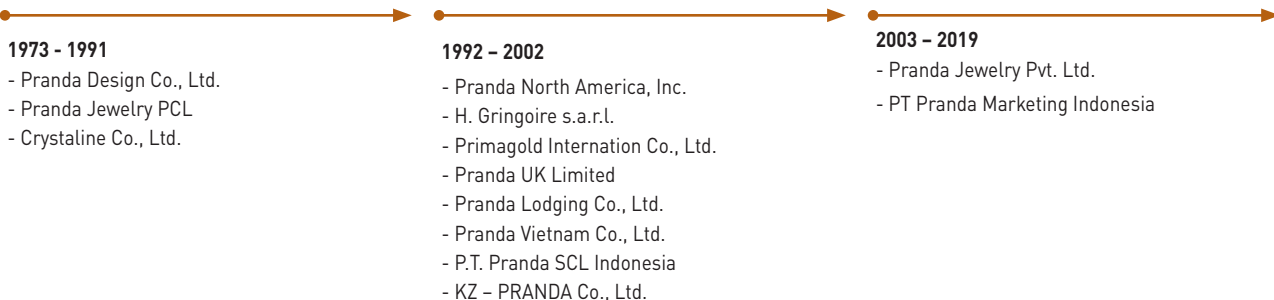 1973 - 1991
- Pranda Design Co., Ltd.
- Pranda Jewelry PCL
- Crystaline Co., Ltd.
1992 – 2002
- Pranda North America, Inc.
- H. Gringoire s.a.r.l.
- Primagold Internation Co., Ltd.
- Pranda UK Limited
- Pranda Lodging Co., Ltd.
- Pranda Vietnam Co., Ltd.
- P.T. Pranda SCL Indonesia
- KZ – PRANDA Co., Ltd.
2003 – 2019
- Pranda Jewelry Pvt. Ltd.
- PT Pranda Marketing Indonesia